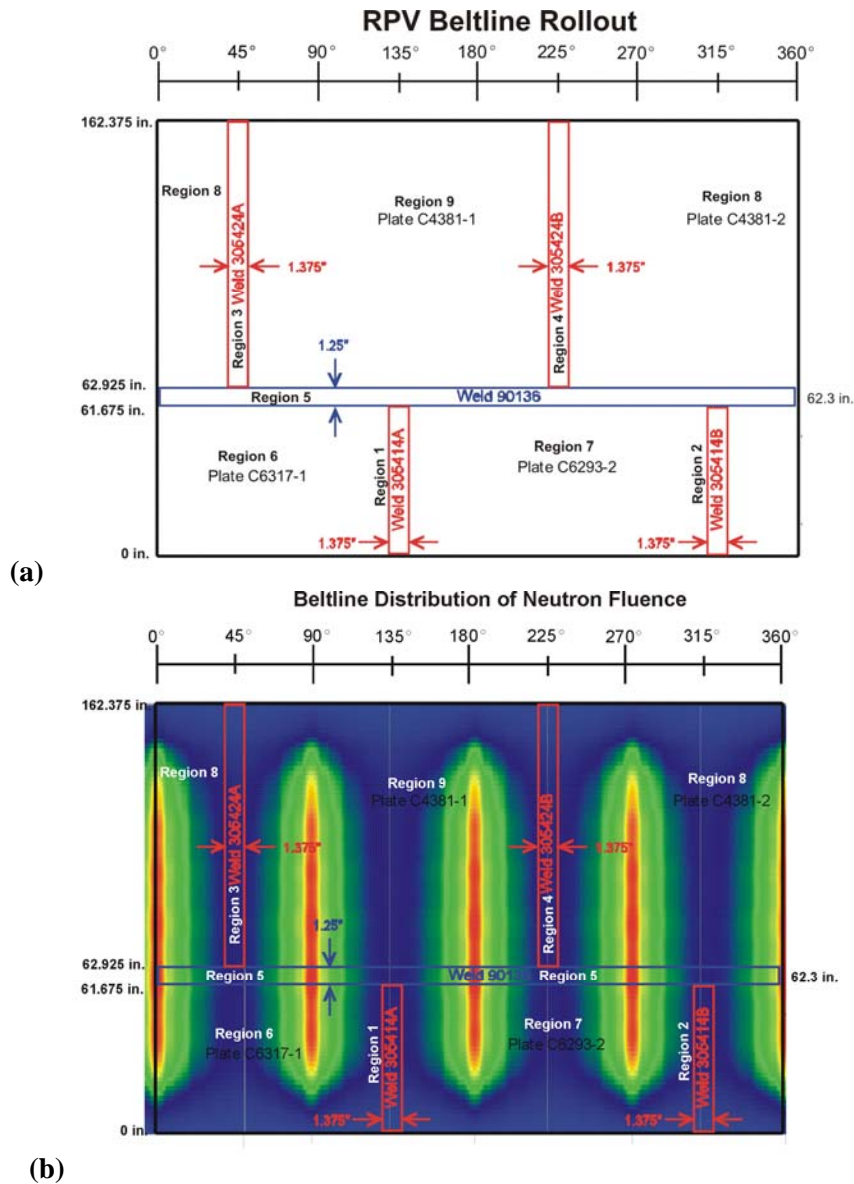 RPV Beltline Rollout
0° 45° 90° 135° 180° 225° 270° 315° 360°
162.375 in.
Region 8
Region 9
Plate C4381-1
Region 8
Plate C4381-2
Region 3 Weld 305424A
1.375"
Region 4 Weld 305424B
1.375"
1.25"
62.925 in.
61.675 in.
Region 5
Weld 90136
62.3 in.
Region 6
Plate C6317-1
Region 1
Weld 305414A
Region 7
Plate C6293-2
Region 2
Weld 305414B
1.375"
1.375"
0 in.
(a)
Beltline Distribution of Neutron Fluence
0° 45° 90° 135° 180° 225° 270° 315° 360°
162.375 in.
Region 8
Region 9
Plate C4381-1
Region 8
Plate C4381-2
Region 3 Weld 305424A
1.375"
Region 4 Weld 305424B
1.375"
1.25"
62.925 in.
61.675 in.
Region 5
Weld 90136
Region 5
62.3 in.
Region 6
Plate C6317-1
Region 1
Weld 305414A
Region 7
Plate C6293-2
Region 2
Weld 305414B
1.375"
1.375"
0 in.
(b)